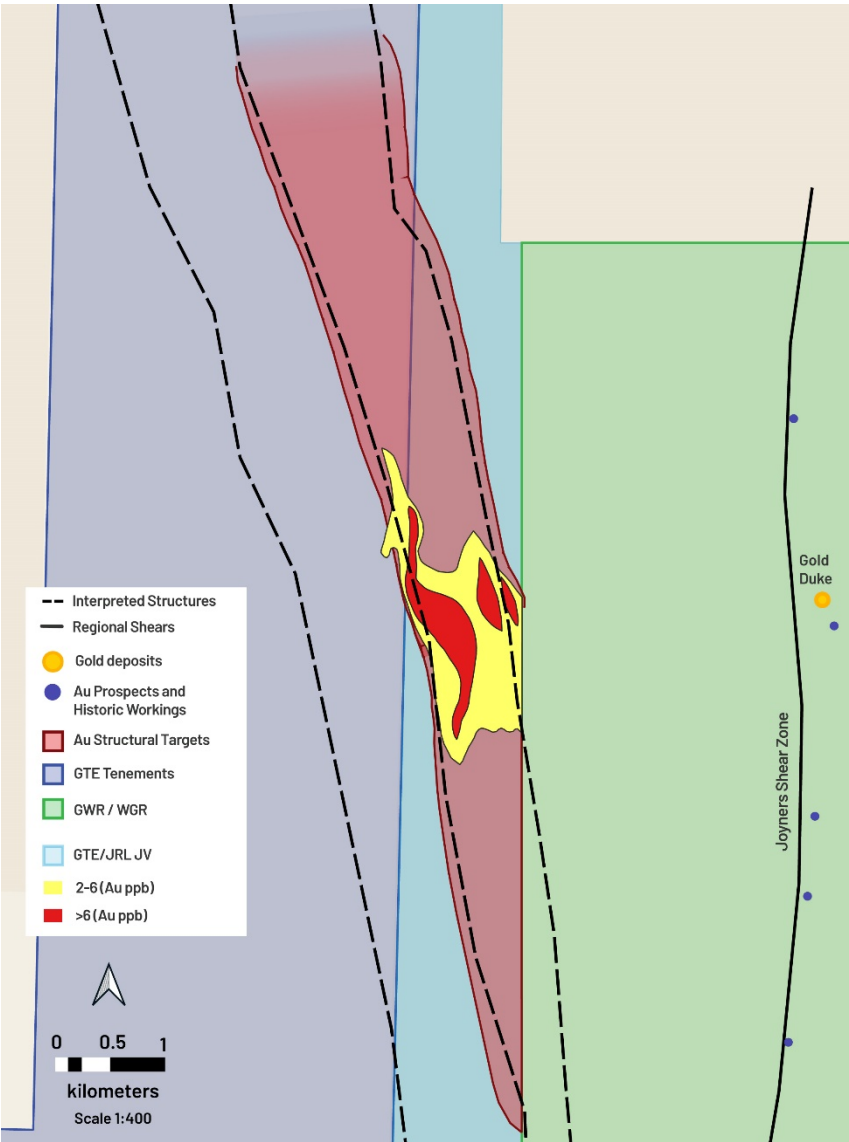 Gold
Duke
Joyners Shear Zone
Interpreted Structures
Regional Shears
Gold deposits
Au Prospects and
Historic Workings
Au Structural Targets
GTE Tenements
GWR / WGR
GTE/JRL JV
2-6 (Au ppb)
>6 (Au ppb)
0 0.5 1
kilometers
Scale 1:400